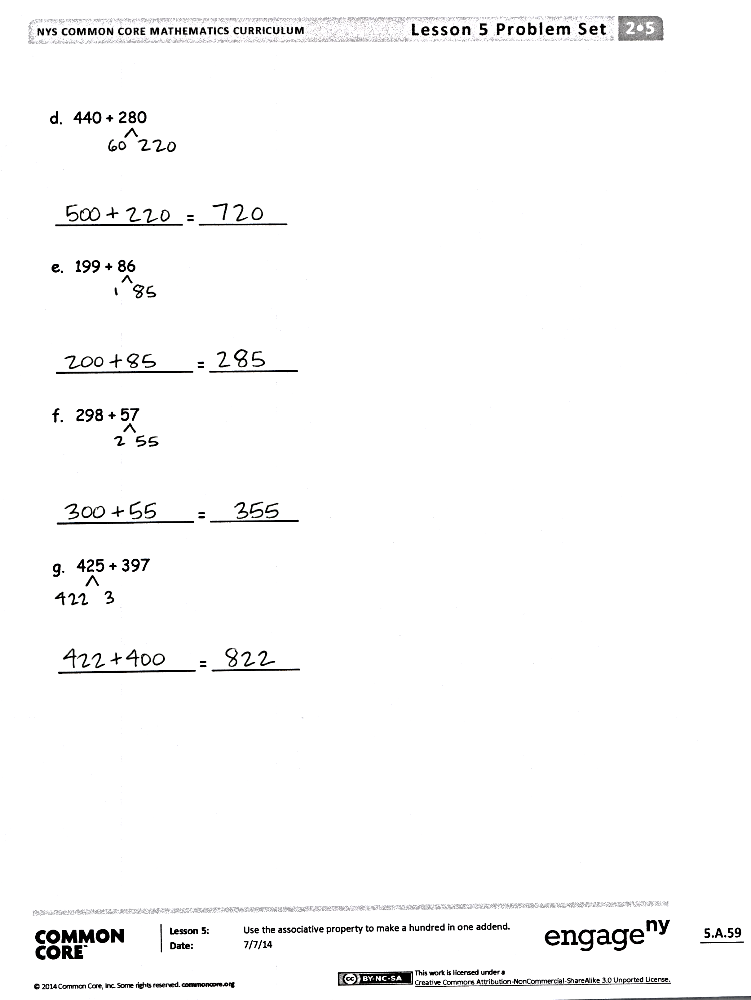 NYS COMMON CORE MATHEMATICS CURRICULUM Lesson 5 Problem Set 2•5
d. 440 + 280
60 220
500 + 220 = 720
e. 199 + 86
1 85
200 + 85 = 285
f. 298 + 57
2 55
300 + 55 = 355
g. 425 + 397
422 3
422 + 400 = 822
COMMON CORE™
Lesson 5: Use the associative property to make a hundred in one addend.
Date: 7/7/14
engage ny
5.A.59
© 2014 Common Core, Inc. Some rights reserved. commoncore.org
cc BY-NC-SA
This work is licensed under a
Creative Commons Attribution-NonCommercial-ShareAlike 3.0 Unported License.